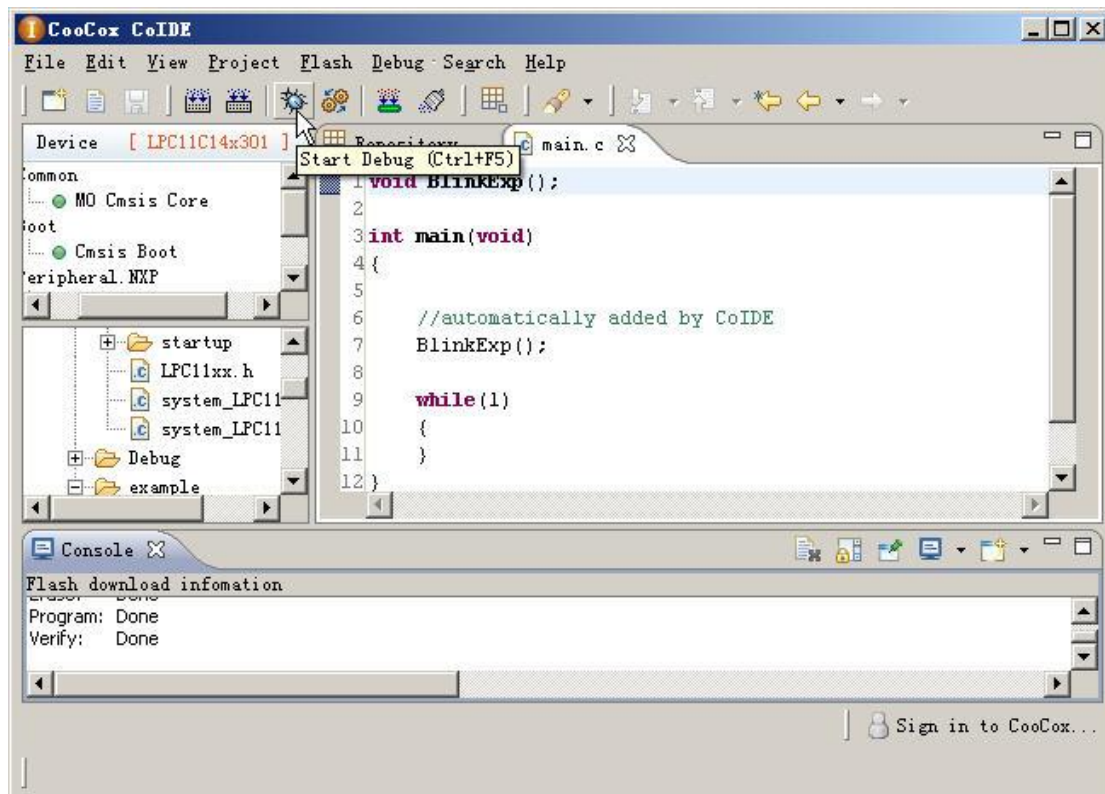 CooCox CoIDE
File Edit View Project Flash Debug Search Help
Device [ LPC11C14x301 ]
Repository
main.c
Start Debug (Ctrl+F5)
ommon
M0 Cmsis Core
oot
Cmsis Boot
eripheral.NXP
startup
LPC11xx.h
system_LPC11
system_LPC11
Debug
example
1 void BlinkExp();
2
3 int main(void)
4 {
5
6 //automatically added by CoIDE
7 BlinkExp();
8
9 while(1)
10 {
11 }
12 }
Console
Flash download infomation
Program: Done
Verify: Done
Sign in to CooCox...